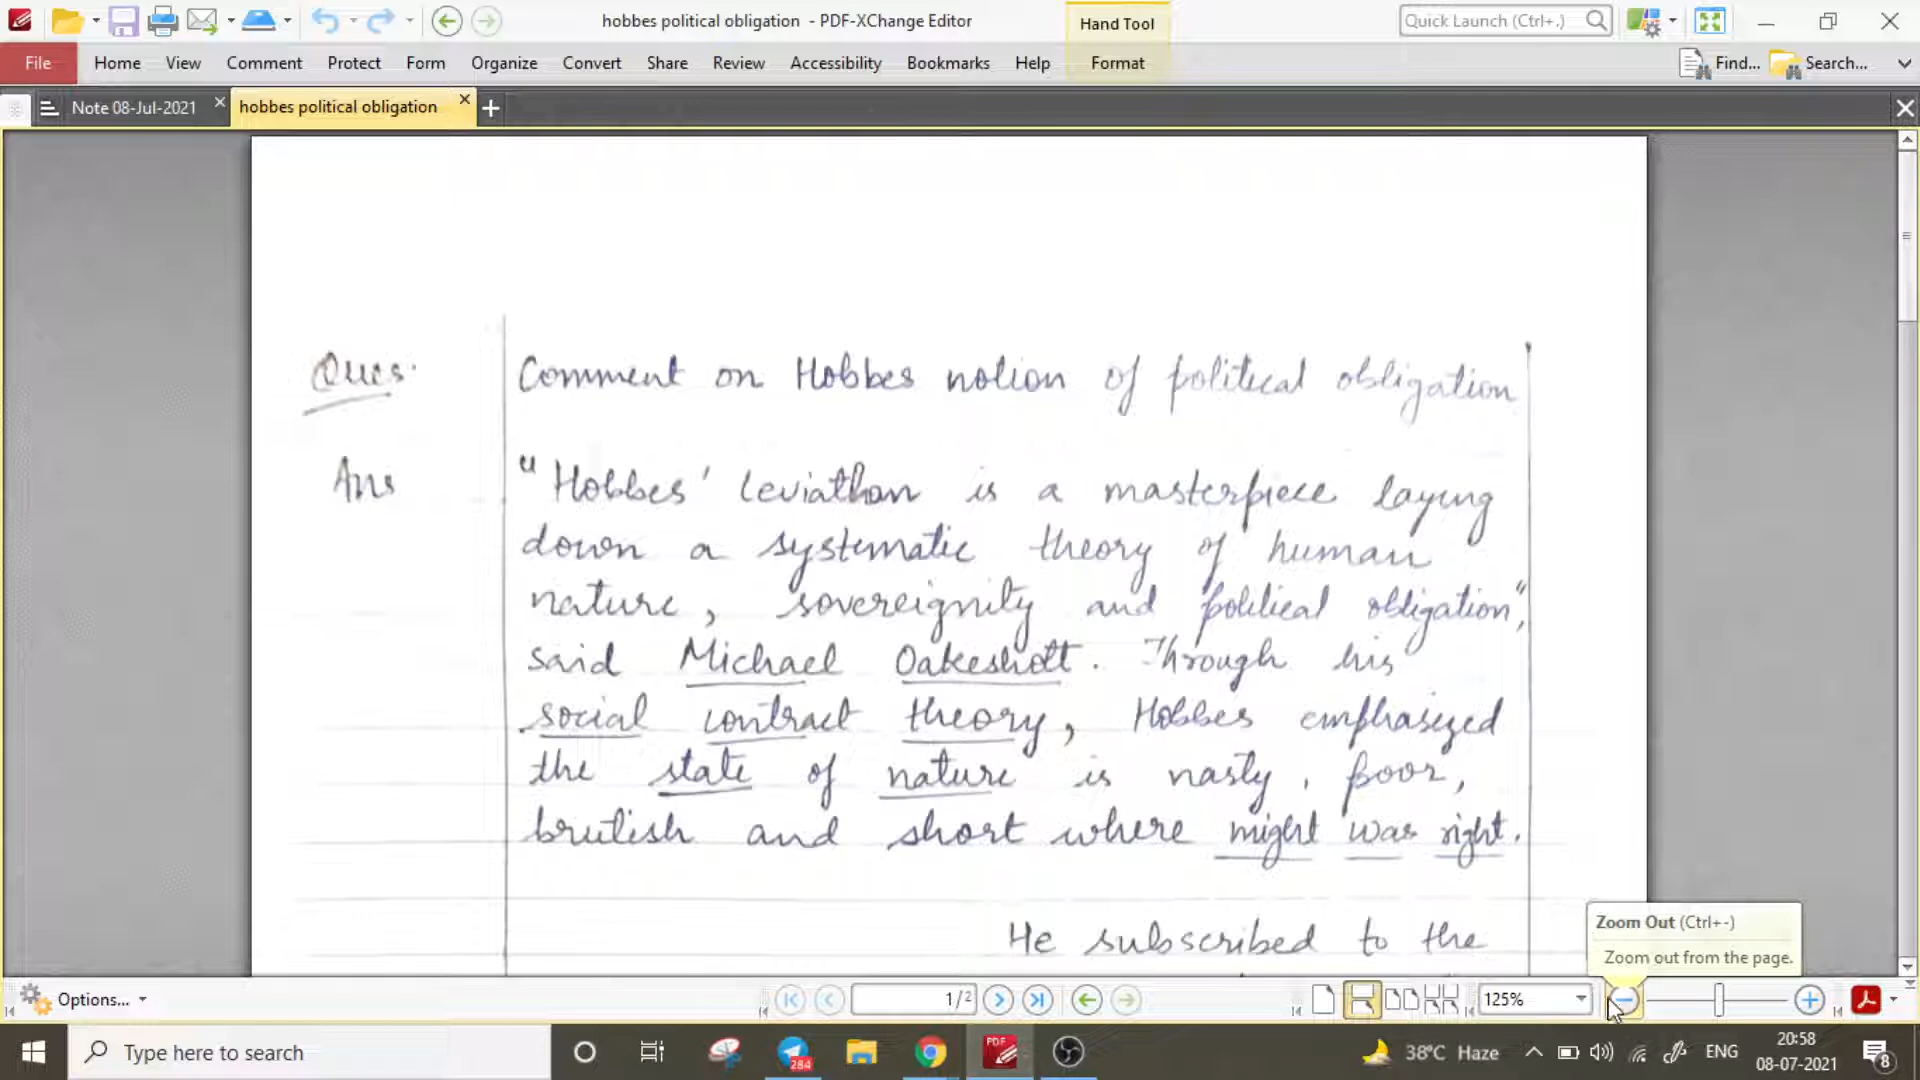 hobbes political obligation - PDF-XChange Editor
Hand Tool
Quick Launch (Ctrl+.)
File Home View Comment Protect Form Organize Convert Share Review Accessibility Bookmarks Help Format Find... Search...
Note 08-Jul-2021 hobbes political obligation
Ques. Comment on Hobbes notion of political obligation
Ans "Hobbes' Leviathan is a masterpiece laying
down a systematic theory of human
nature, sovereignity and political obligation",
said Michael Oakeshott. Through his
social contract theory, Hobbes emphasized
the state of nature is nasty, poor,
brutish and short where might was right.
He subscribed to the
Zoom Out (Ctrl+-)
Zoom out from the page.
Options... 1/2 125%
Type here to search 284 PDF 38°C Haze ENG 20:58 8
08-07-2021